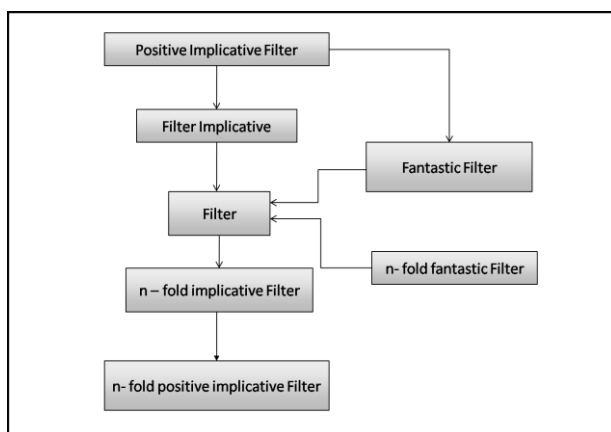 Positive Implicative Filter
Filter Implicative
Fantastic Filter
Filter
n- fold fantastic Filter
n – fold implicative Filter
n- fold positive implicative Filter